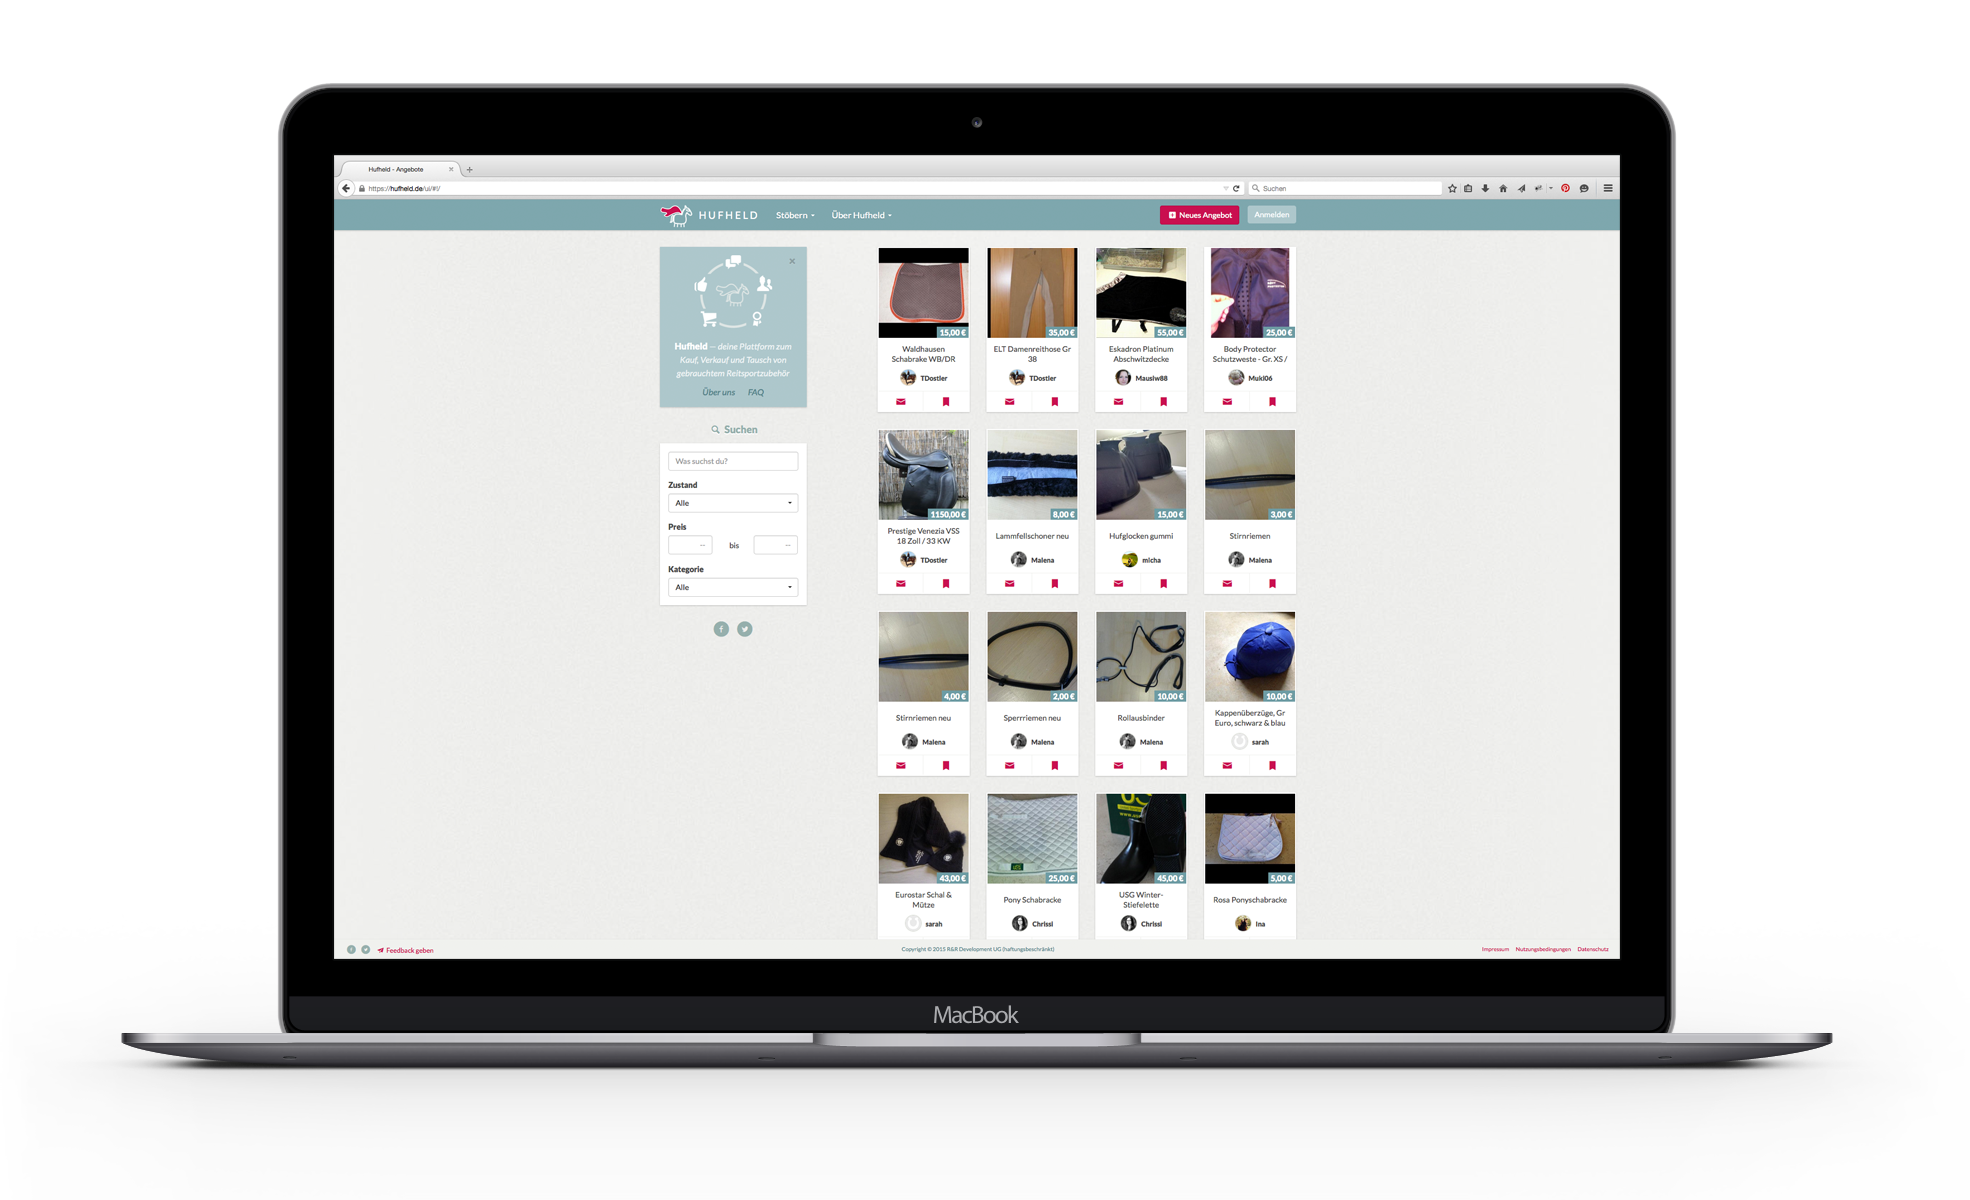 Hufheld - Angebote
https://hufheld.de/ui/#l/
Suchen
HUFHELD
Stöbern
Über Hufheld
Neues Angebot
Anmelden
Hufheld — deine Plattform zum
Kauf, Verkauf und Tausch von
gebrauchtem Reitsportzubehör
Über uns
FAQ
Suchen
Was suchst du?
Zustand
Alle
Preis
--
bis
--
Kategorie
Alle
15,00 €
Waldhausen
Schabrake WB/DR
TDostler
35,00 €
ELT Damenreithose Gr
38
TDostler
55,00 €
Eskadron Platinum
Abschwitzdecke
Mausiw88
25,00 €
Body Protector
Schutzweste - Gr. XS /
Muki06
1150,00 €
Prestige Venezia VSS
18 Zoll / 33 KW
TDostler
8,00 €
Lammfellschoner neu
Malena
15,00 €
Hufglocken gummi
micha
3,00 €
Stirnriemen
Malena
4,00 €
Stirnriemen neu
Malena
2,00 €
Sperrriemen neu
Malena
10,00 €
Rollausbinder
Malena
10,00 €
Kappenüberzüge, Gr
Euro, schwarz & blau
sarah
43,00 €
Eurostar Schal &
Mütze
sarah
25,00 €
Pony Schabracke
Chrissi
45,00 €
USG Winter-
Stiefelette
Chrissi
5,00 €
Rosa Ponyschabracke
Ina
Feedback geben
Copyright © 2015 R&R Development UG (haftungsbeschränkt)
Impressum
Nutzungsbedingungen
Datenschutz
MacBook